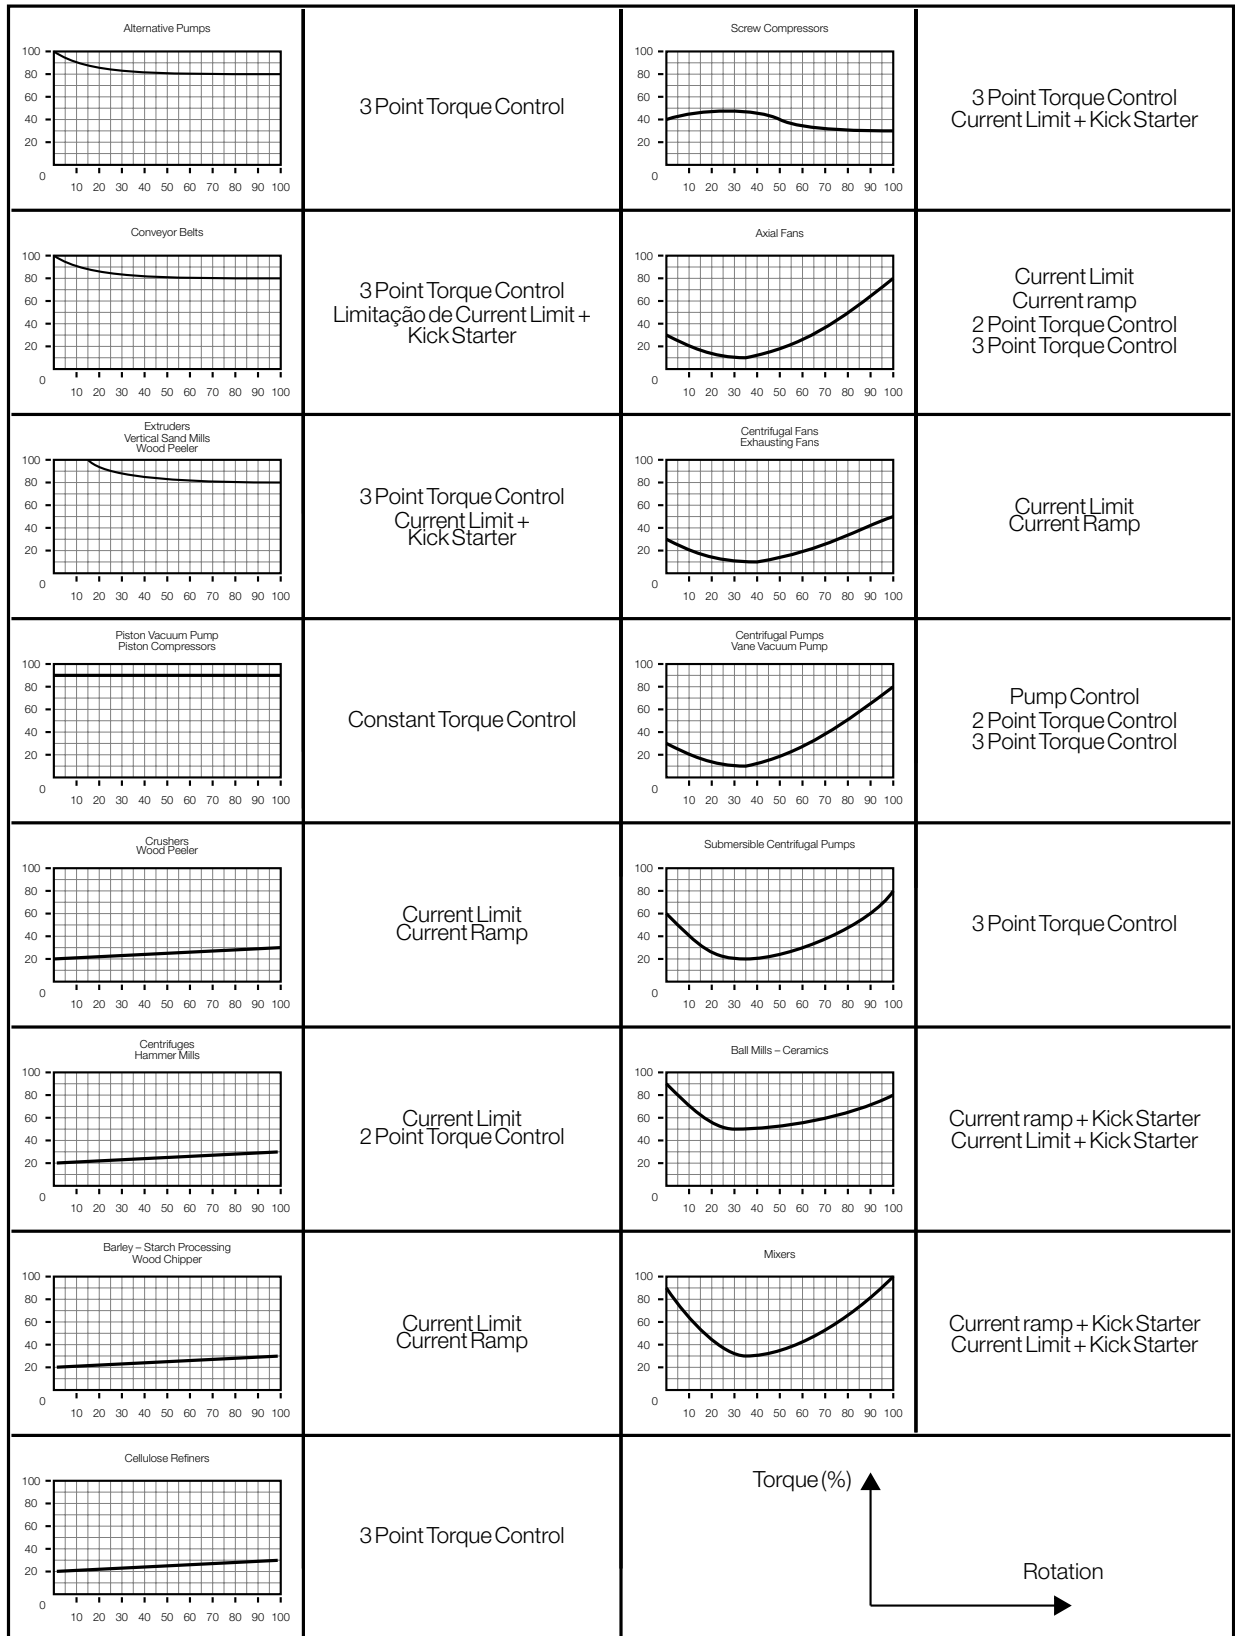 Alternative Pumps
100
80
60
40
20
0
10 20 30 40 50 60 70 80 90 100
3 Point Torque Control
Screw Compressors
100
80
60
40
20
0
10 20 30 40 50 60 70 80 90 100
3 Point Torque Control
Current Limit + Kick Starter
Conveyor Belts
100
80
60
40
20
0
10 20 30 40 50 60 70 80 90 100
3 Point Torque Control
Limitação de Current Limit +
Kick Starter
Axial Fans
100
80
60
40
20
0
10 20 30 40 50 60 70 80 90 100
Current Limit
Current ramp
2 Point Torque Control
3 Point Torque Control
Extruders
Vertical Sand Mills
Wood Peeler
100
80
60
40
20
0
10 20 30 40 50 60 70 80 90 100
3 Point Torque Control
Current Limit +
Kick Starter
Centrifugal Fans
Exhausting Fans
100
80
60
40
20
0
10 20 30 40 50 60 70 80 90 100
Current Limit
Current Ramp
Piston Vacuum Pump
Piston Compressors
100
80
60
40
20
0
10 20 30 40 50 60 70 80 90 100
Constant Torque Control
Centrifugal Pumps
Vane Vacuum Pump
100
80
60
40
20
0
10 20 30 40 50 60 70 80 90 100
Pump Control
2 Point Torque Control
3 Point Torque Control
Crushers
Wood Peeler
100
80
60
40
20
0
10 20 30 40 50 60 70 80 90 100
Current Limit
Current Ramp
Submersible Centrifugal Pumps
100
80
60
40
20
0
10 20 30 40 50 60 70 80 90 100
3 Point Torque Control
Centrifuges
Hammer Mills
100
80
60
40
20
0
10 20 30 40 50 60 70 80 90 100
Current Limit
2 Point Torque Control
Ball Mills – Ceramics
100
80
60
40
20
0
10 20 30 40 50 60 70 80 90 100
Current ramp + Kick Starter
Current Limit + Kick Starter
Barley – Starch Processing
Wood Chipper
100
80
60
40
20
0
10 20 30 40 50 60 70 80 90 100
Current Limit
Current Ramp
Mixers
100
80
60
40
20
0
10 20 30 40 50 60 70 80 90 100
Current ramp + Kick Starter
Current Limit + Kick Starter
Cellulose Refiners
100
80
60
40
20
0
10 20 30 40 50 60 70 80 90 100
3 Point Torque Control
Torque (%)
Rotation